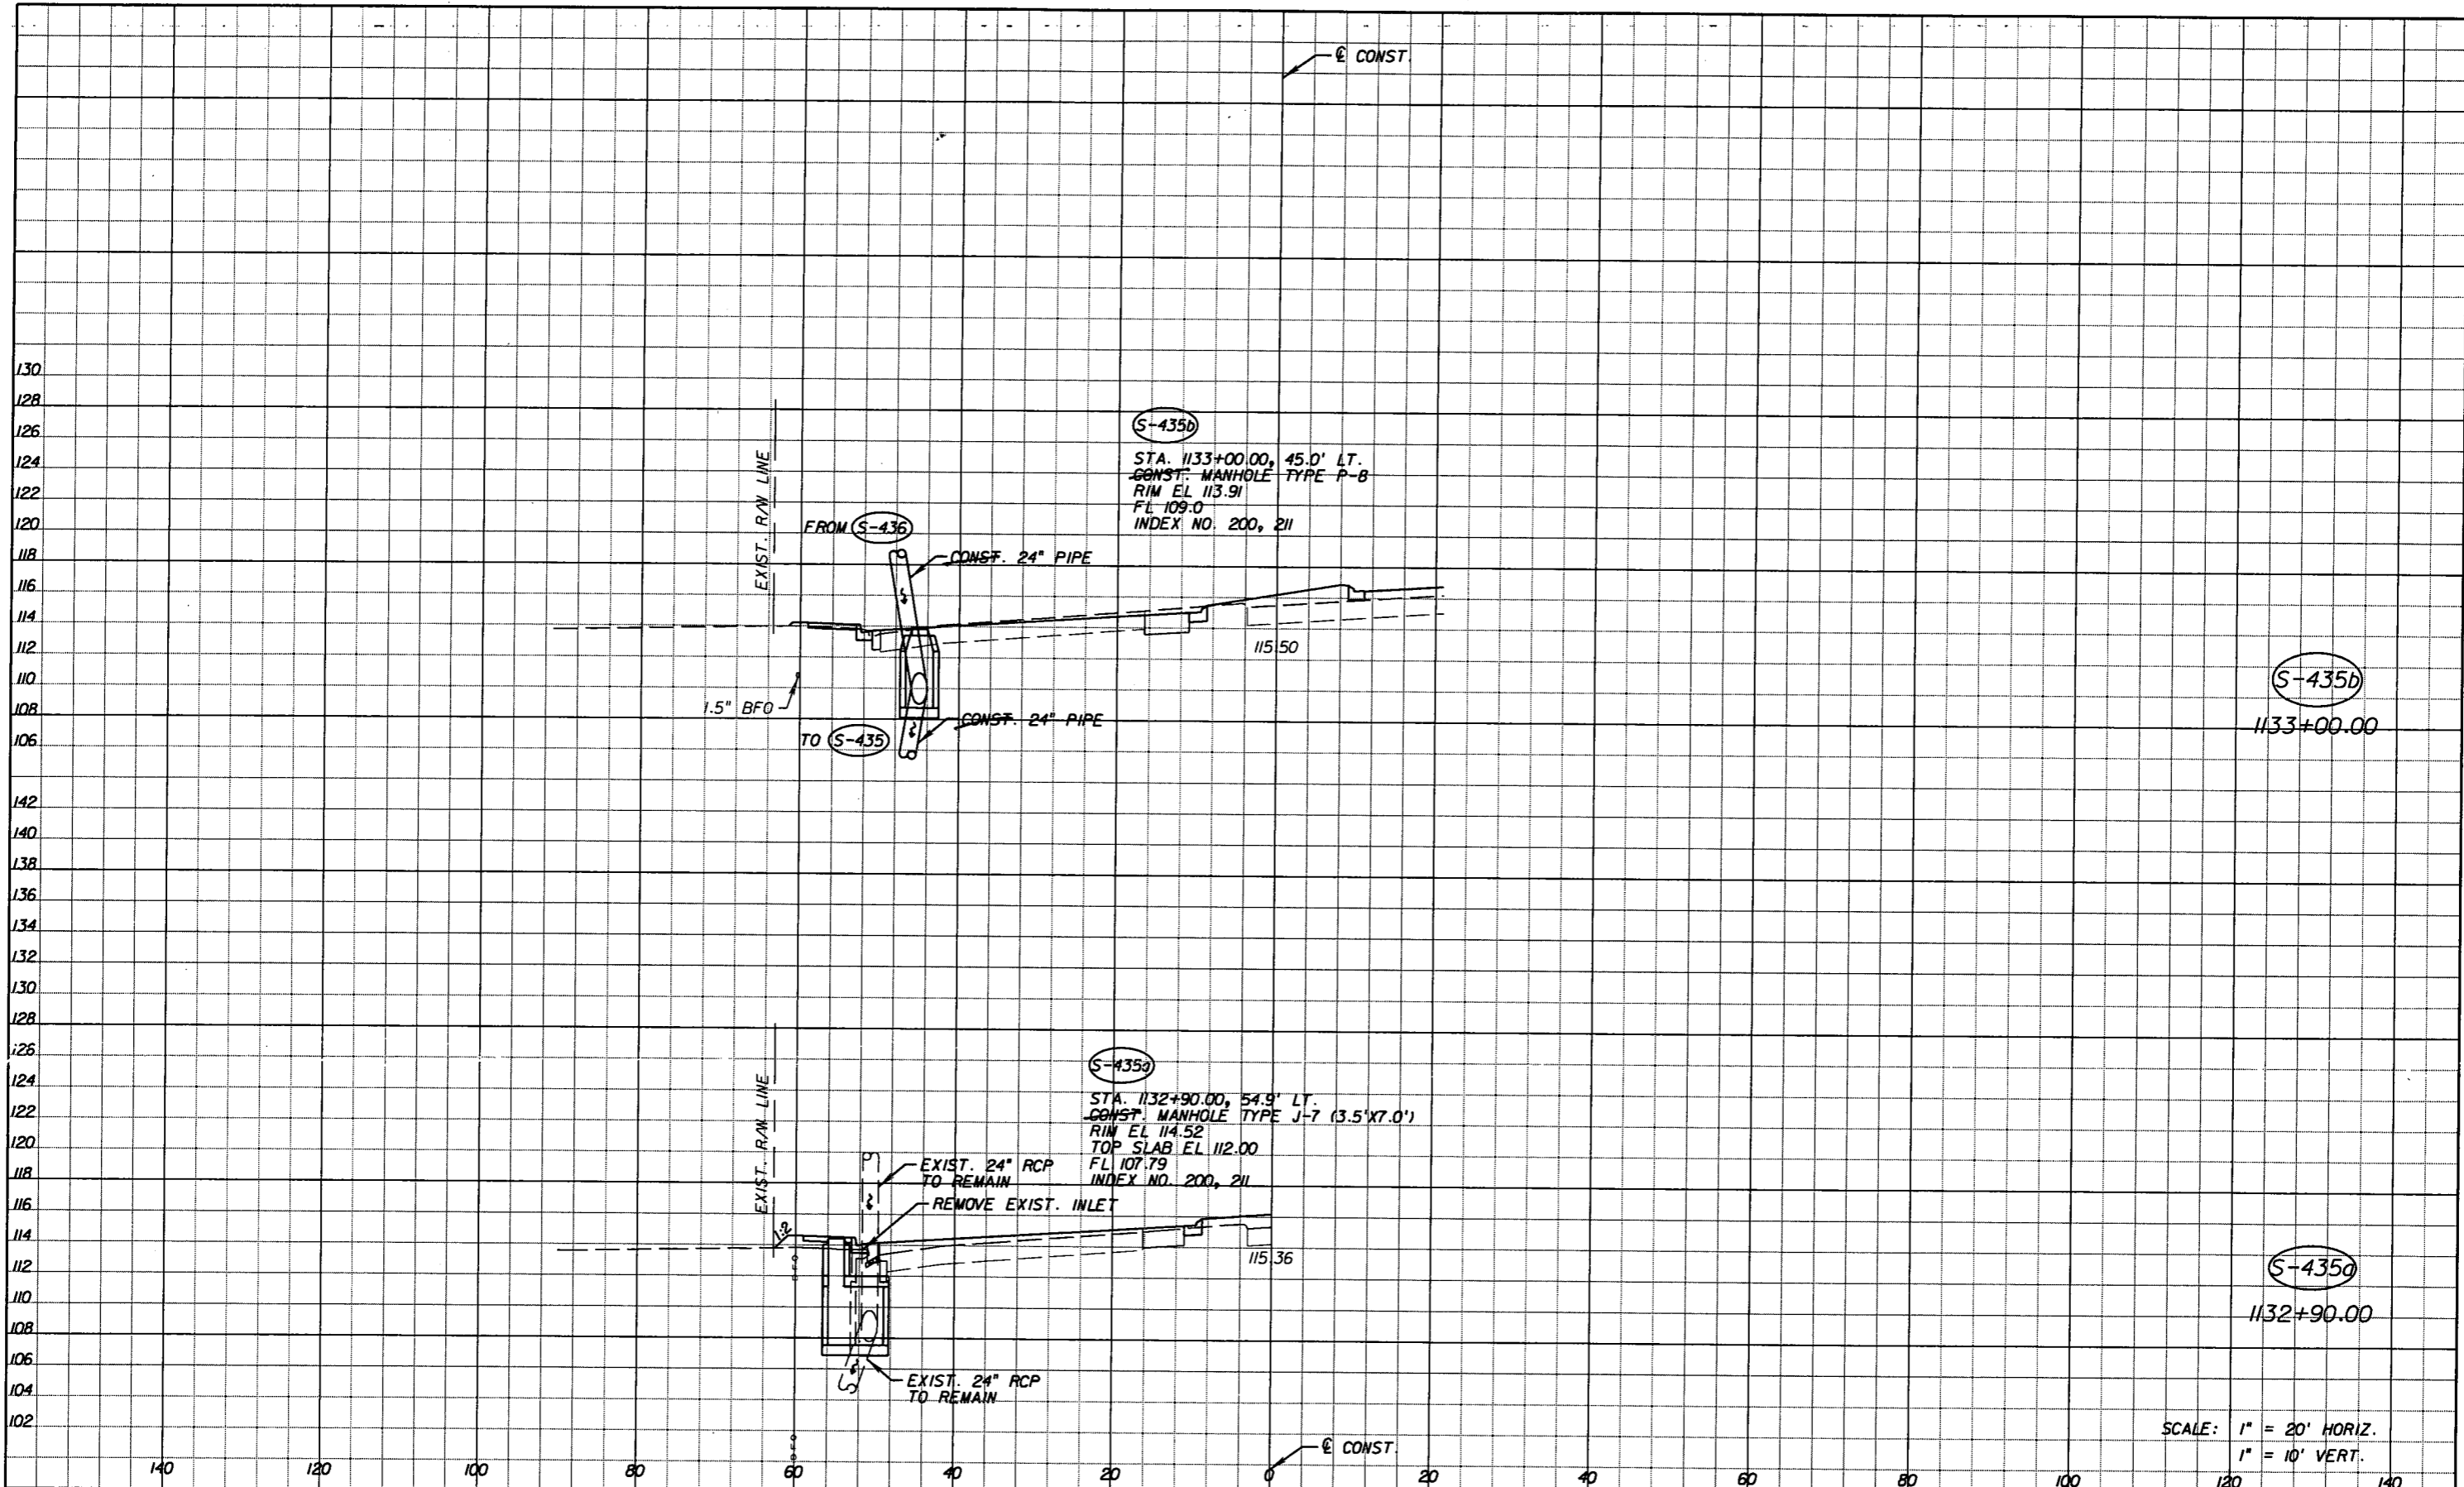 ℄ CONST.
130
128
126
124
122
120
118
116
114
112
110
108
106
EXIST. R/W LINE
S-435b
STA. 1133+00.00, 45.0' LT.
CONST. MANHOLE TYPE P-8
RIM EL 113.91
FL 109.0
INDEX NO. 200, 211
FROM S-436
CONST. 24" PIPE
115.50
1.5" BFO
CONST. 24" PIPE
TO S-435
S-435b
1133+00.00
142
140
138
136
134
132
130
128
126
124
122
120
118
116
114
112
110
108
106
104
102
EXIST. R/W LINE
S-435a
STA. 1132+90.00, 54.9' LT.
CONST. MANHOLE TYPE J-7 (3.5'X7.0')
RIM EL 114.52
TOP SLAB EL 112.00
FL 107.79
INDEX NO. 200, 211
EXIST. 24" RCP
TO REMAIN
REMOVE EXIST. INLET
1:2
BFO
115.36
EXIST. 24" RCP
TO REMAIN
S-435a
1132+90.00
BFO
℄ CONST.
SCALE: 1" = 20' HORIZ.
1" = 10' VERT.
140 120 100 80 60 40 20 0 20 40 60 80 100 120 140